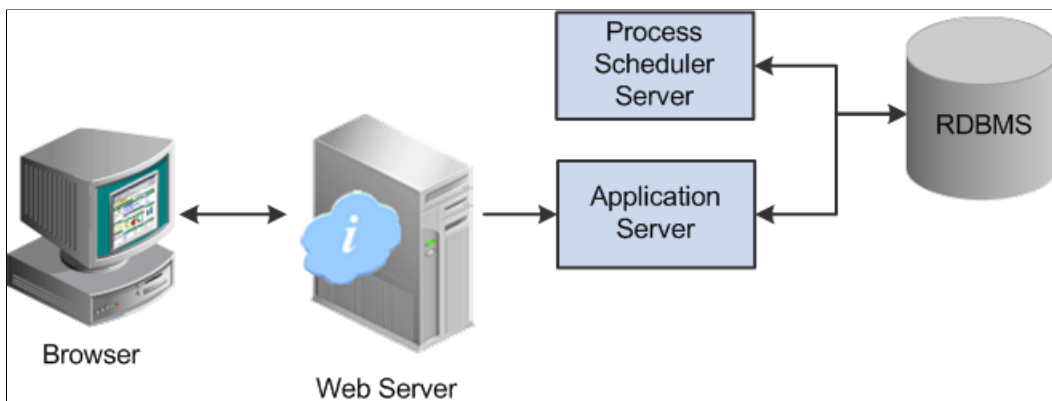 Process
Scheduler
Server
RDBMS
Application
Server
i
Browser
Web Server